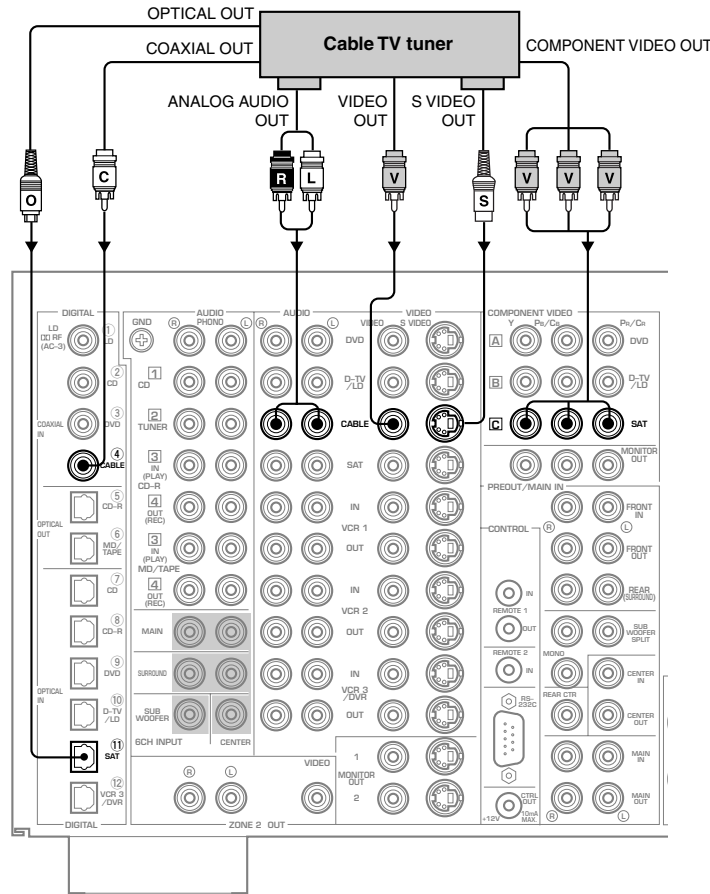 OPTICAL OUT
COAXIAL OUT
Cable TV tuner
COMPONENT VIDEO OUT
ANALOG AUDIO
OUT
VIDEO
OUT
S VIDEO
OUT
O
C
R
L
V
S
V
V
V
DIGITAL
LD
RF
(AC-3)
① LD
② CD
COAXIAL
IN
③ DVD
④ CABLE
OPTICAL
OUT
⑤ CD-R
⑥ MD/
TAPE
⑦ CD
⑧ CD-R
⑨ DVD
OPTICAL
IN
⑩ D-TV
/LD
⑪ SAT
⑫ VCR 3
/DVR
DIGITAL
AUDIO
GND
Ⓡ PHONO Ⓛ
1 CD
2 TUNER
3 IN
(PLAY)
CD-R
4 OUT
(REC)
3 IN
(PLAY)
MD/TAPE
4 OUT
(REC)
MAIN
SURROUND
SUB
WOOFER
6CH INPUT
CENTER
AUDIO
Ⓡ Ⓛ
VIDEO
VIDEO S VIDEO
DVD
D-TV
/LD
CABLE
SAT
IN
VCR 1
OUT
IN
VCR 2
OUT
IN
VCR 3
/DVR
OUT
1
MONITOR
OUT
2
Ⓡ Ⓛ
VIDEO
ZONE 2 OUT
COMPONENT VIDEO
Y PB/CB PR/CR
A DVD
B D-TV
/LD
C SAT
MONITOR
OUT
PREOUT/MAIN IN
FRONT
IN
Ⓡ Ⓛ
FRONT
OUT
REAR
(SURROUND)
SUB
WOOFER
SPLIT
MONO
CENTER
IN
REAR CTR
CENTER
OUT
MAIN
IN
MAIN
OUT
Ⓡ Ⓛ
CONTROL
IN
REMOTE 1
OUT
REMOTE 2
IN
RS-
232C
CTRL
OUT
+12V
10mA
MAX.